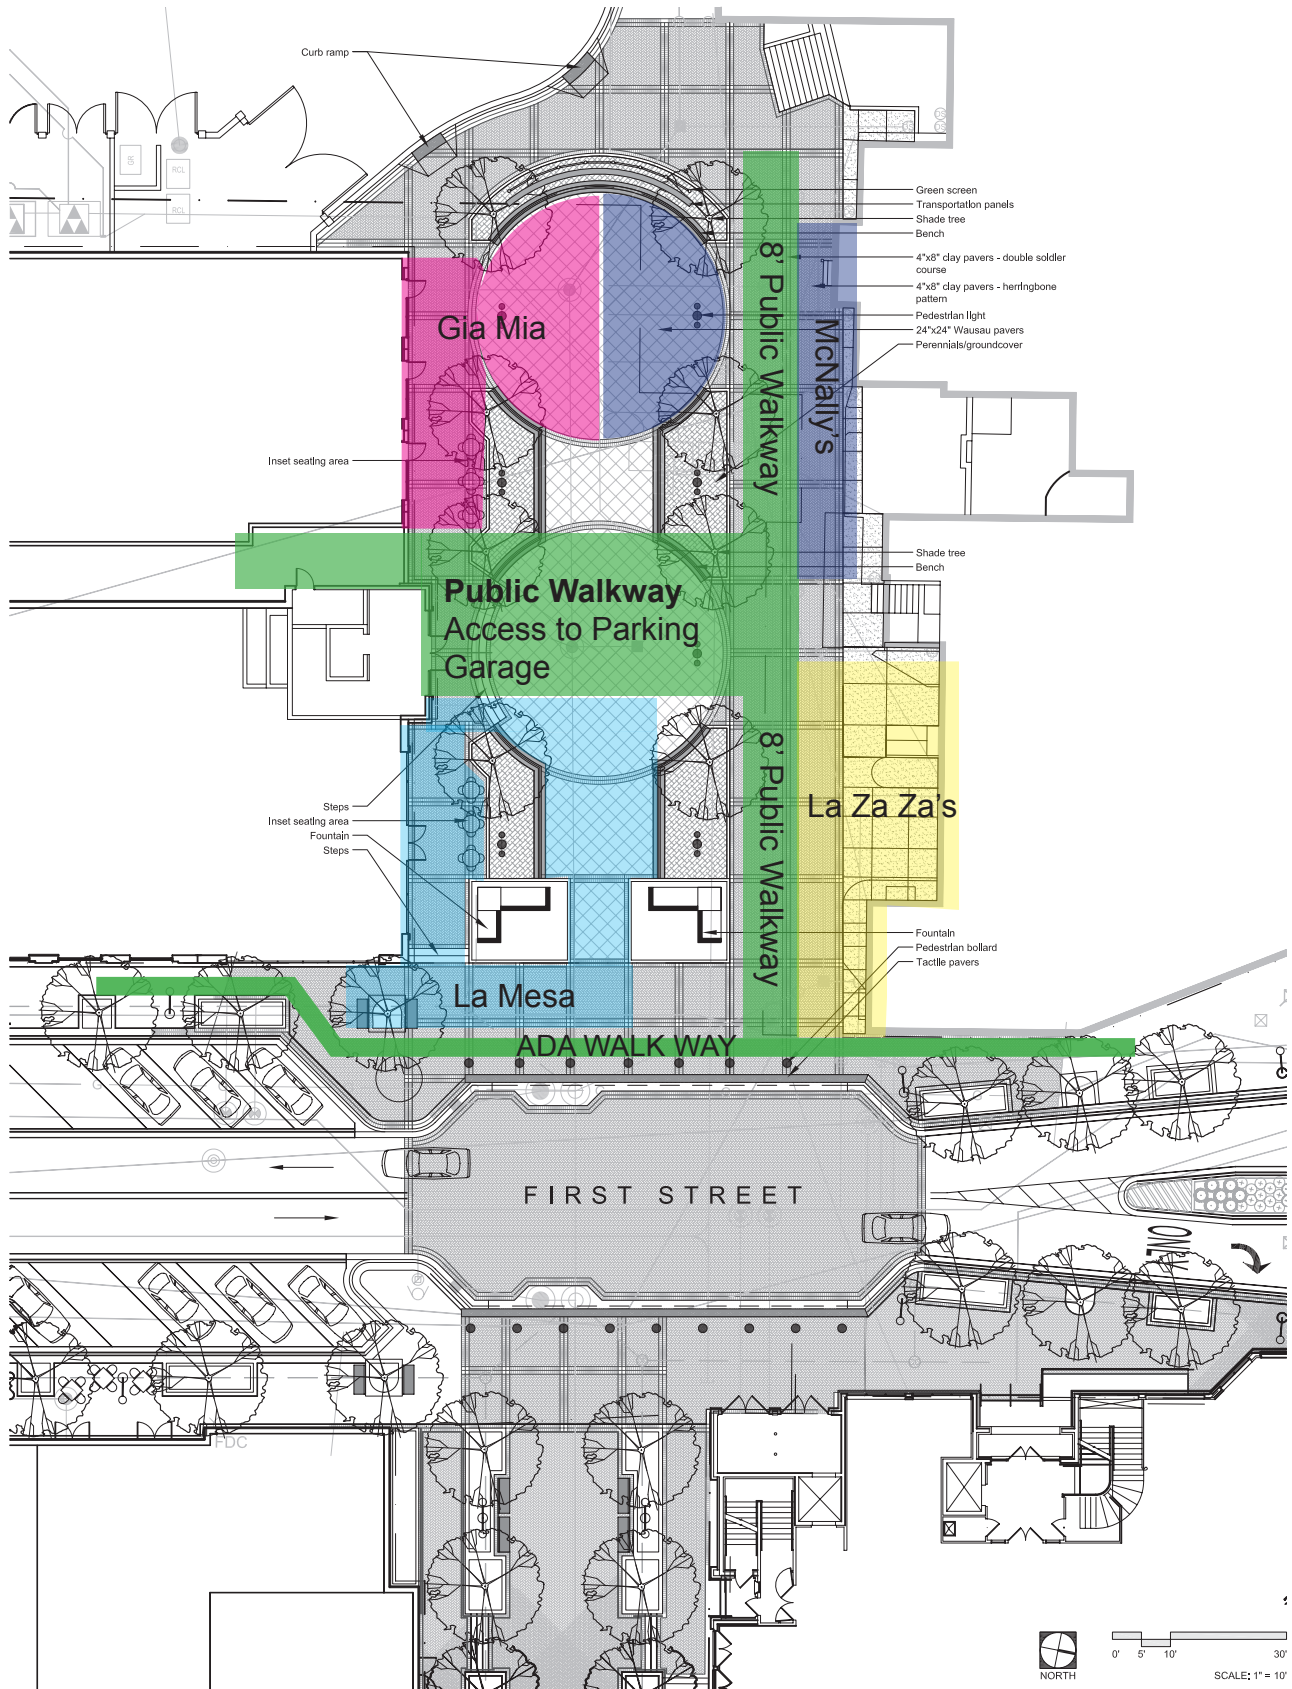 Curb ramp
GR
RCL
RCL
Green screen
Transportation panels
Shade tree
Bench
4"x8" clay pavers - double soldier
course
4"x8" clay pavers - herringbone
pattern
Pedestrian light
24"x24" Wausau pavers
Perennials/groundcover
8' Public Walkway
McNally's
Gia Mia
Inset seating area
Shade tree
Bench
Public Walkway
Access to Parking
Garage
8' Public Walkway
La Za Za's
Steps
Inset seating area
Fountain
Steps
Fountain
Pedestrian bollard
Tactile pavers
La Mesa
ADA WALK WAY
FIRST STREET
FDC
NORTH
0' 5' 10' 30'
SCALE: 1" = 10'